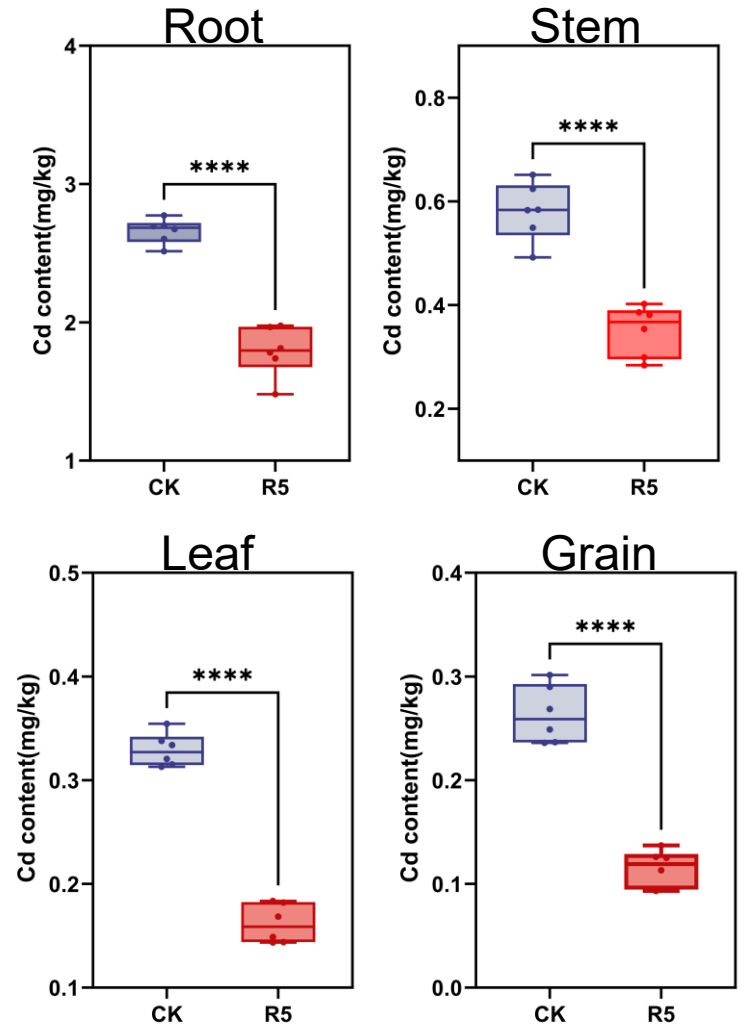 Root
Cd content(mg/kg)
4
3
2
1
****
CK R5
Stem
Cd content(mg/kg)
0.8
0.6
0.4
0.2
****
CK R5
Leaf
Cd content(mg/kg)
0.5
0.4
0.3
0.2
0.1
****
CK R5
Grain
Cd content(mg/kg)
0.4
0.3
0.2
0.1
0.0
****
CK R5